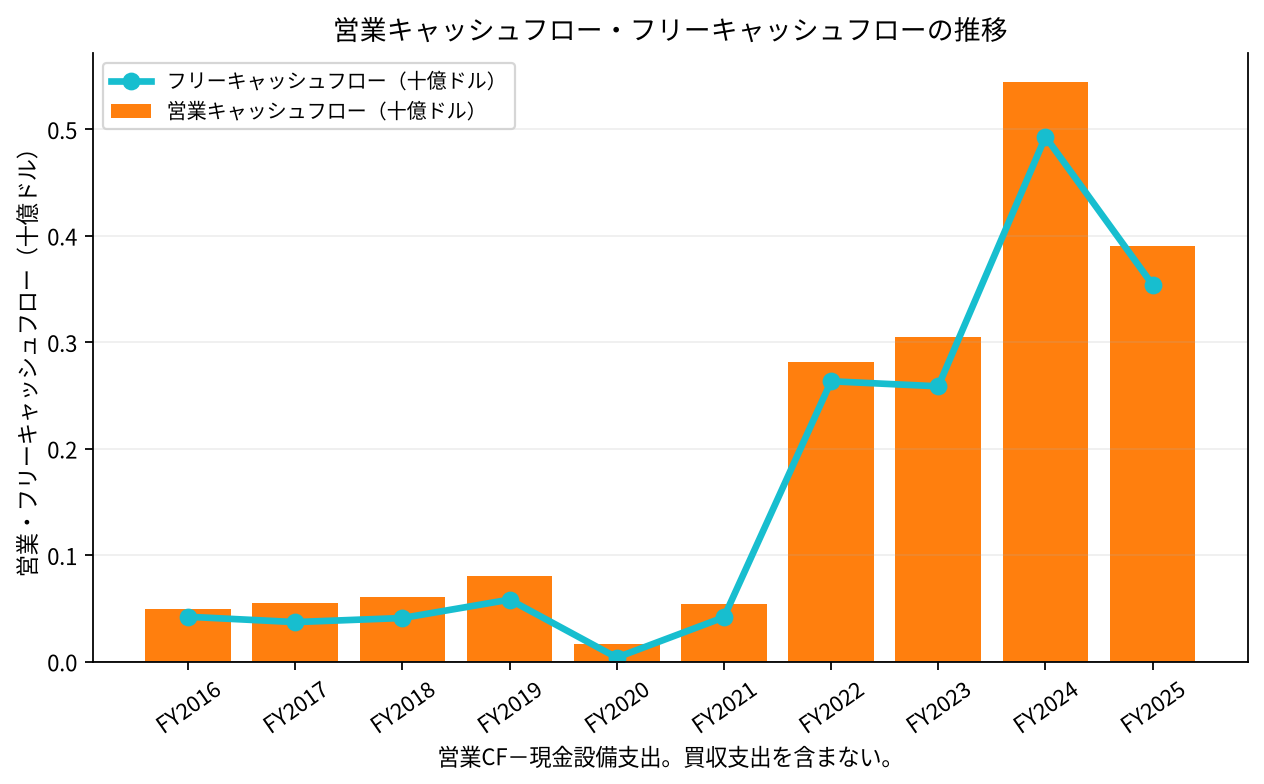 営業キャッシュフロー・フリーキャッシュフローの推移
フリーキャッシュフロー（十億ドル）
営業キャッシュフロー（十億ドル）
営業・フリーキャッシュフロー（十億ドル）
0.5
0.4
0.3
0.2
0.1
0.0
FY2016
FY2017
FY2018
FY2019
FY2020
FY2021
FY2022
FY2023
FY2024
FY2025
営業CF－現金設備支出。買収支出を含まない。